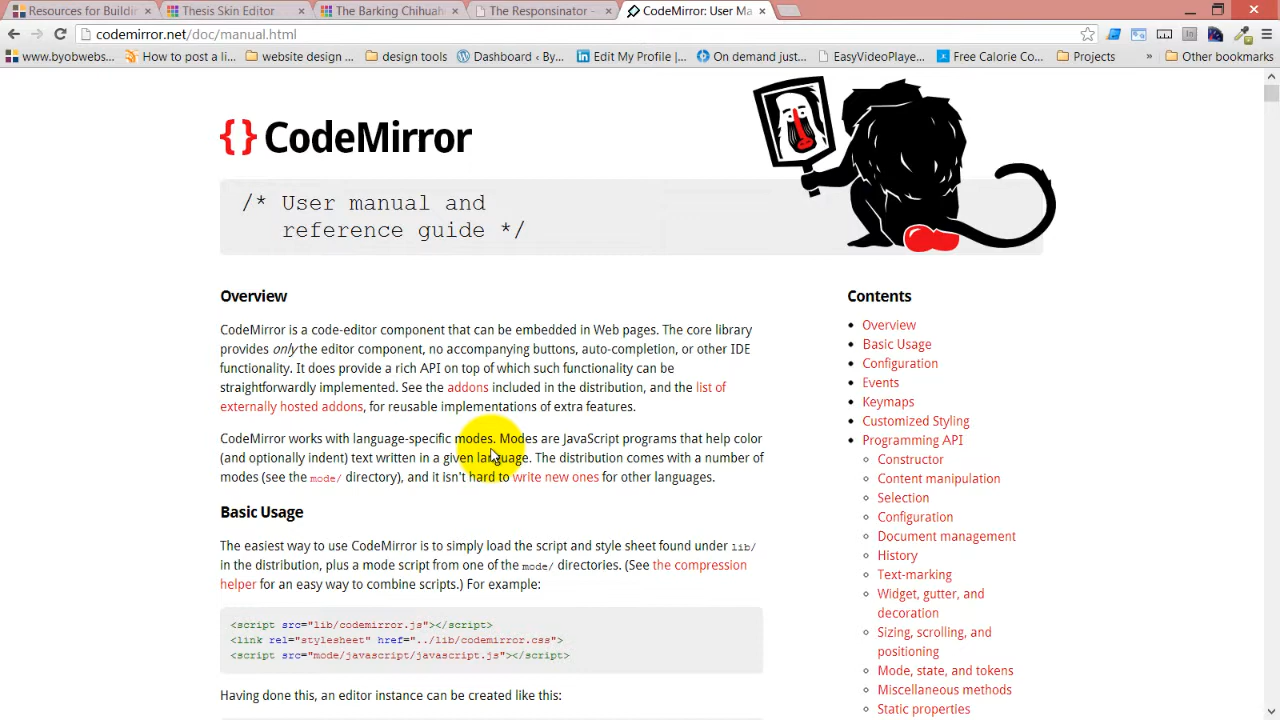 Resources for Buildin
Thesis Skin Editor
The Barking Chihuah
The Responsinator –
CodeMirror: User Ma
codemirror.net/doc/manual.html
www.byobwebs...
How to post a li...
website design ...
design tools
Dashboard ‹ By...
Edit My Profile |...
On demand just...
EasyVideoPlaye...
Free Calorie Co...
Projects
»
Other bookmarks
{} CodeMirror
/* User manual and
reference guide */
Overview
CodeMirror is a code-editor component that can be embedded in Web pages. The core library
provides only the editor component, no accompanying buttons, auto-completion, or other IDE
functionality. It does provide a rich API on top of which such functionality can be
straightforwardly implemented. See the addons included in the distribution, and the list of
externally hosted addons, for reusable implementations of extra features.
CodeMirror works with language-specific modes. Modes are JavaScript programs that help color
(and optionally indent) text written in a given language. The distribution comes with a number of
modes (see the mode/ directory), and it isn't hard to write new ones for other languages.
Basic Usage
The easiest way to use CodeMirror is to simply load the script and style sheet found under lib/
in the distribution, plus a mode script from one of the mode/ directories. (See the compression
helper for an easy way to combine scripts.) For example:
<script src="lib/codemirror.js"></script>
<link rel="stylesheet" href="../lib/codemirror.css">
<script src="mode/javascript/javascript.js"></script>
Having done this, an editor instance can be created like this:
Contents
Overview
Basic Usage
Configuration
Events
Keymaps
Customized Styling
Programming API
Constructor
Content manipulation
Selection
Configuration
Document management
History
Text-marking
Widget, gutter, and
decoration
Sizing, scrolling, and
positioning
Mode, state, and tokens
Miscellaneous methods
Static properties